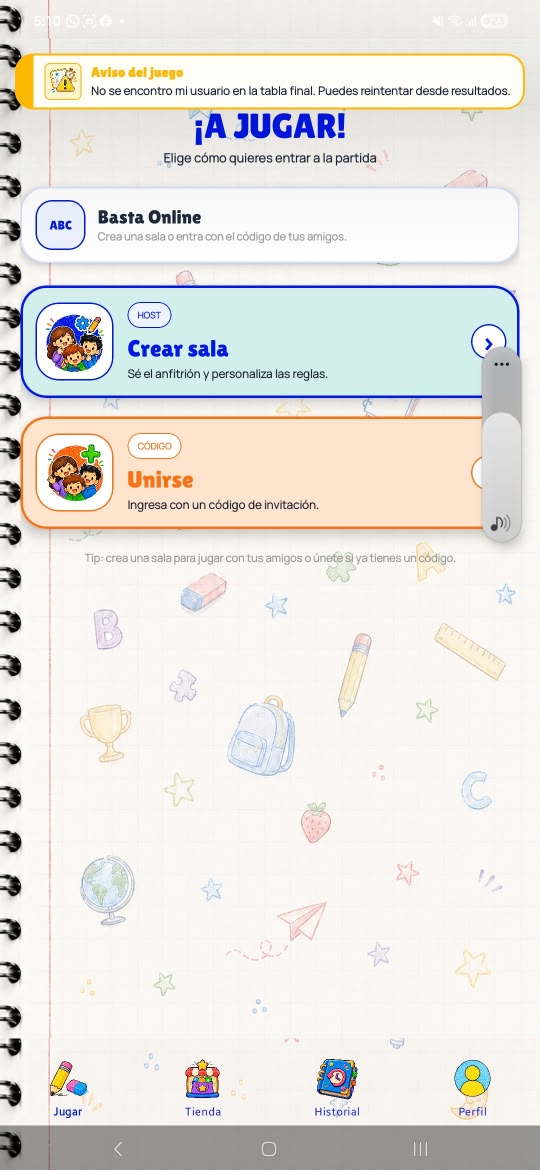 5:10
Aviso del juego
No se encontro mi usuario en la tabla final. Puedes reintentar desde resultados.
¡A JUGAR!
Elige cómo quieres entrar a la partida
ABC
Basta Online
Crea una sala o entra con el código de tus amigos.
HOST
Crear sala
Sé el anfitrión y personaliza las reglas.
CÓDIGO
Unirse
Ingresa con un código de invitación.
Tip: crea una sala para jugar con tus amigos o únete si ya tienes un código.
A
B
C
Jugar
Tienda
Historial
Perfil